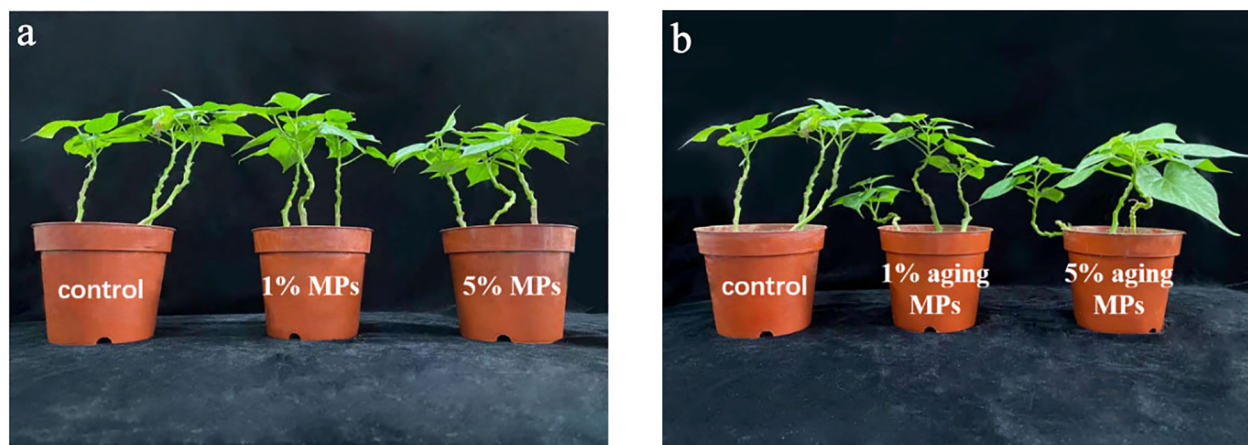 a
control
1% MPs
5% MPs
b
control
1% aging
MPs
5% aging
MPs